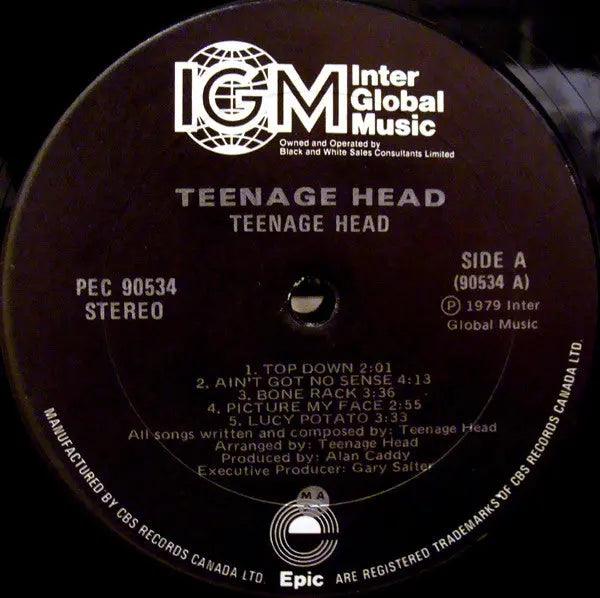 IGM Inter
Global
Music
Owned and Operated by
Black and White Sales Consultants Limited
TEENAGE HEAD
TEENAGE HEAD
PEC 90534
STEREO
SIDE A
(90534 A)
Ⓟ 1979 Inter
Global Music
1. TOP DOWN 2:01
2. AIN'T GOT NO SENSE 4:13
3. BONE RACK 3:36
4. PICTURE MY FACE 2:55
5. LUCY POTATO 3:33
All songs written and composed by: Teenage Head
Arranged by: Teenage Head
Produced by: Alan Caddy
Executive Producer: Gary Salter
M A
Epic
MANUFACTURED BY CBS RECORDS CANADA LTD. ARE REGISTERED TRADEMARKS OF CBS RECORDS CANADA LTD.